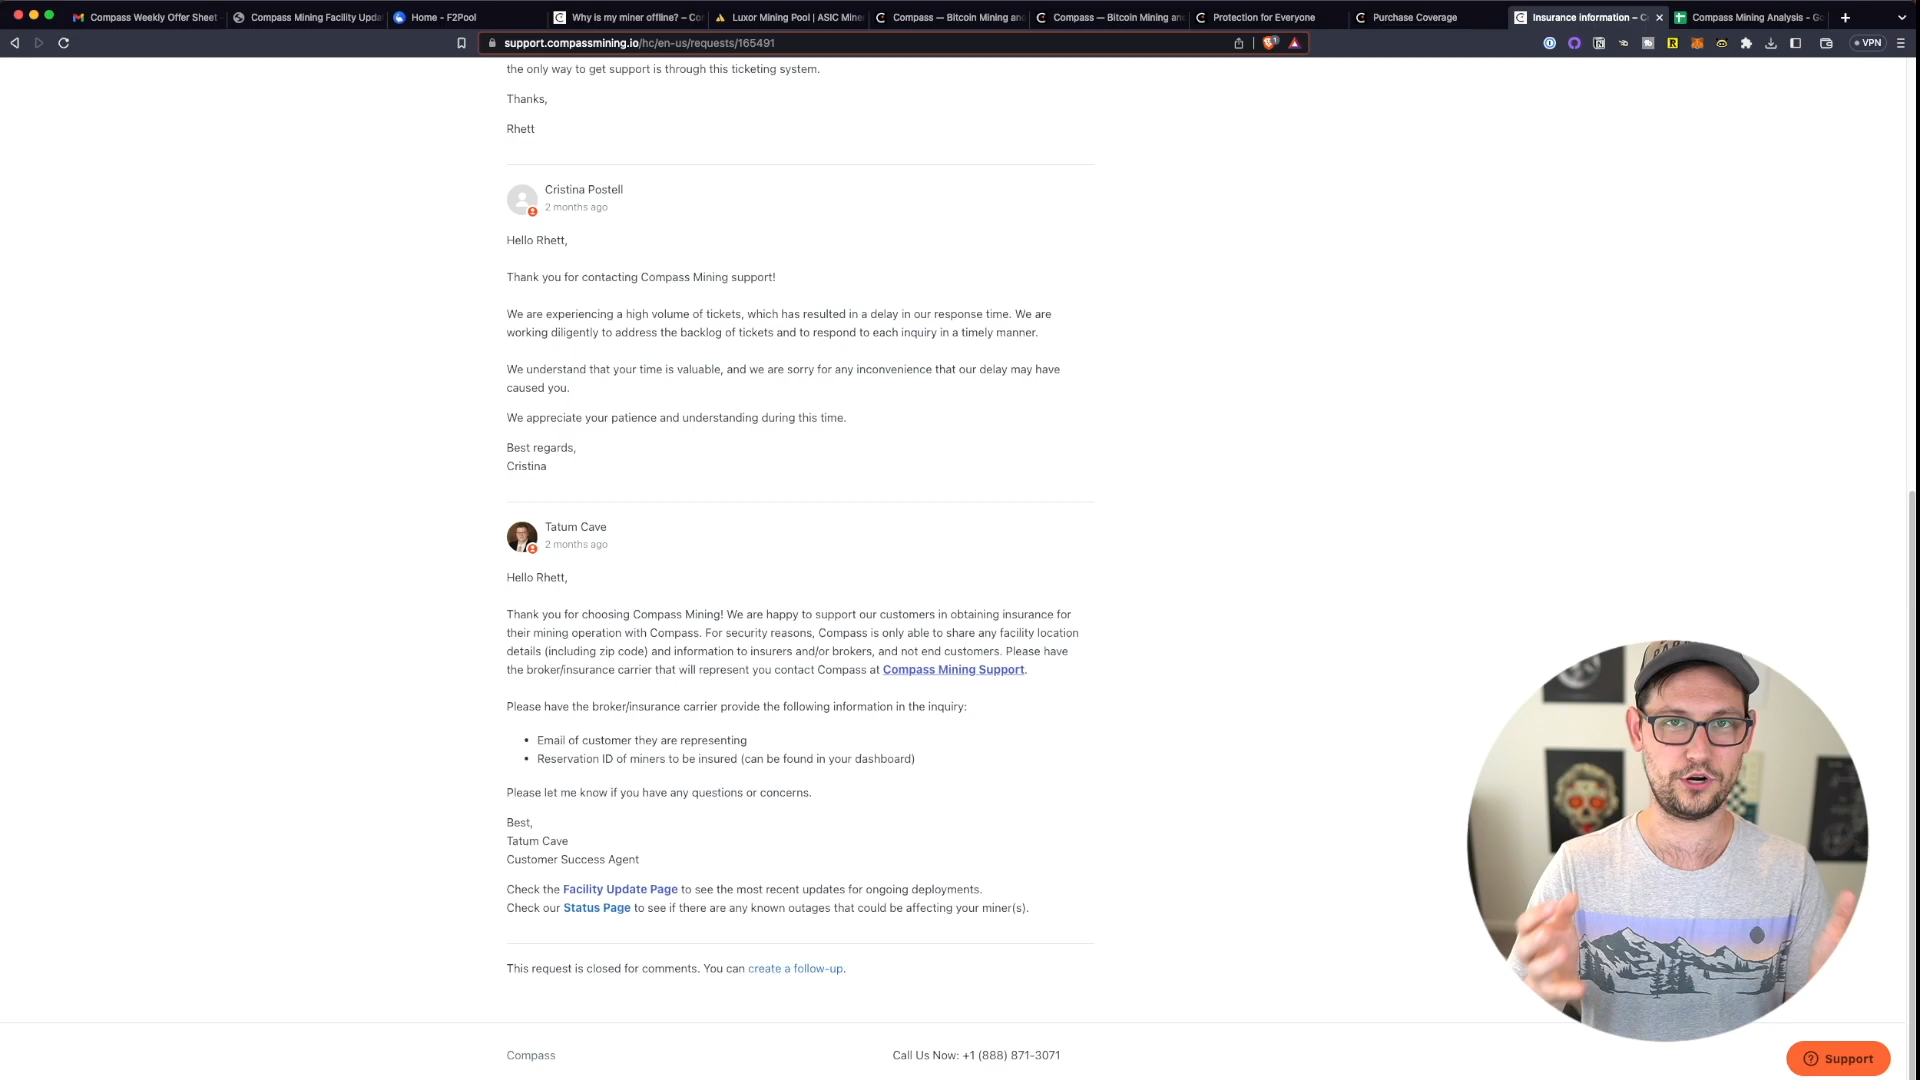 Compass Weekly Offer Sheet
Compass Mining Facility Upda
Home - F2Pool
Why is my miner offline? – Co
Luxor Mining Pool | ASIC Mine
Compass — Bitcoin Mining and
Compass — Bitcoin Mining and
Protection for Everyone
Purchase Coverage
Insurance information – C
Compass Mining Analysis - Go
support.compassmining.io/hc/en-us/requests/165491
VPN
the only way to get support is through this ticketing system.
Thanks,
Rhett
Cristina Postell
2 months ago
Hello Rhett,
Thank you for contacting Compass Mining support!
We are experiencing a high volume of tickets, which has resulted in a delay in our response time. We are
working diligently to address the backlog of tickets and to respond to each inquiry in a timely manner.
We understand that your time is valuable, and we are sorry for any inconvenience that our delay may have
caused you.
We appreciate your patience and understanding during this time.
Best regards,
Cristina
Tatum Cave
2 months ago
Hello Rhett,
Thank you for choosing Compass Mining! We are happy to support our customers in obtaining insurance for
their mining operation with Compass. For security reasons, Compass is only able to share any facility location
details (including zip code) and information to insurers and/or brokers, and not end customers. Please have
the broker/insurance carrier that will represent you contact Compass at Compass Mining Support.
Please have the broker/insurance carrier provide the following information in the inquiry:
• Email of customer they are representing
• Reservation ID of miners to be insured (can be found in your dashboard)
Please let me know if you have any questions or concerns.
Best,
Tatum Cave
Customer Success Agent
Check the Facility Update Page to see the most recent updates for ongoing deployments.
Check our Status Page to see if there are any known outages that could be affecting your miner(s).
This request is closed for comments. You can create a follow-up.
Compass
Call Us Now: +1 (888) 871-3071
Support